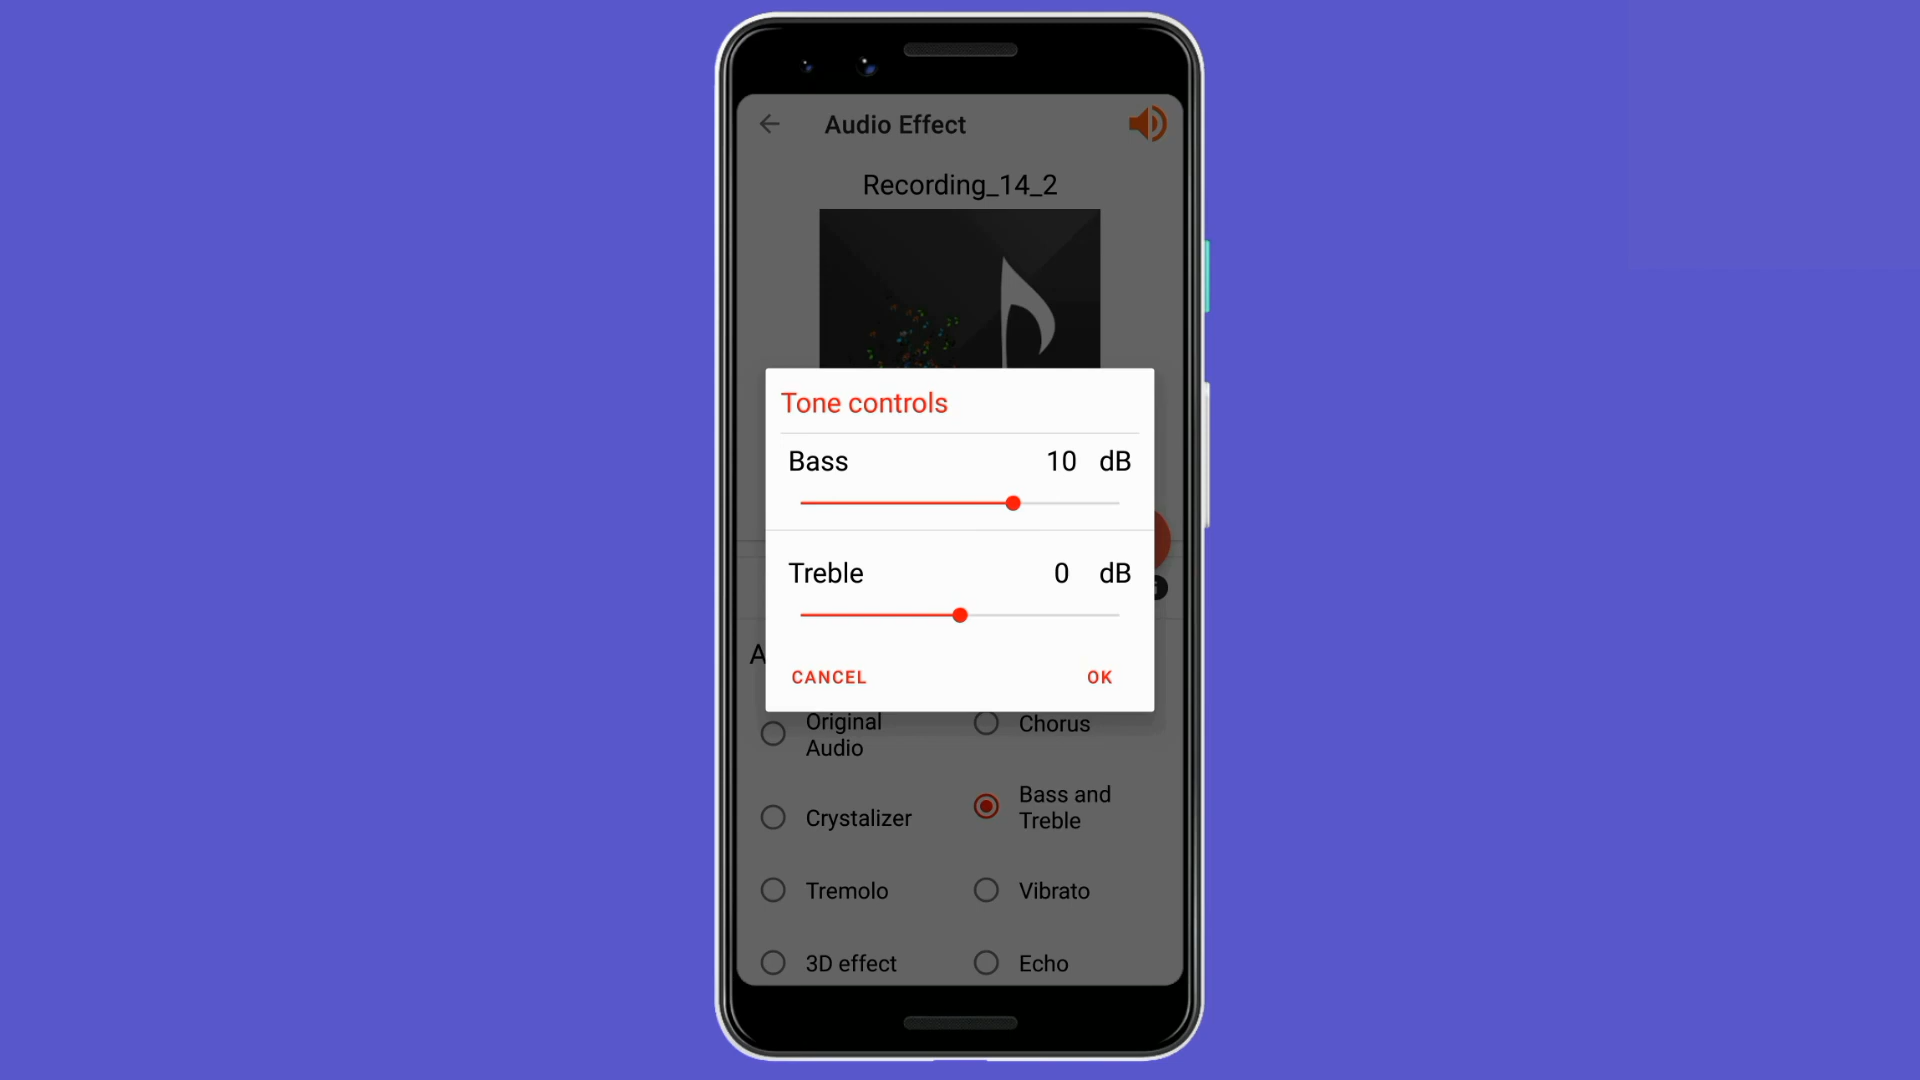 Audio Effect
Recording_14_2
Tone controls
Bass 10 dB
Treble 0 dB
A
CANCEL OK
Original
Audio
Chorus
Crystalizer
Bass and
Treble
Tremolo
Vibrato
3D effect
Echo